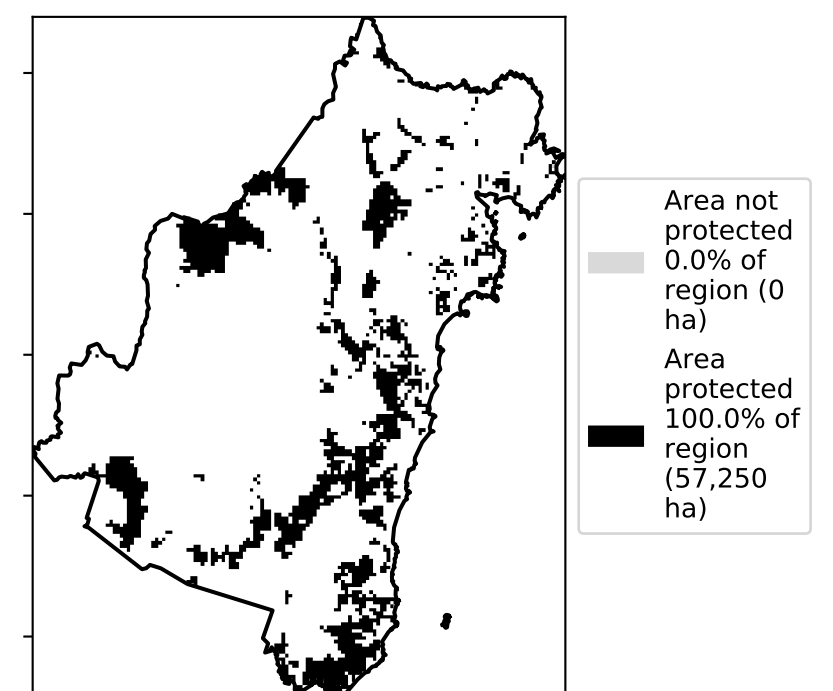 Area not
protected
0.0% of
region (0
ha)
Area
protected
100.0% of
region
(57,250
ha)